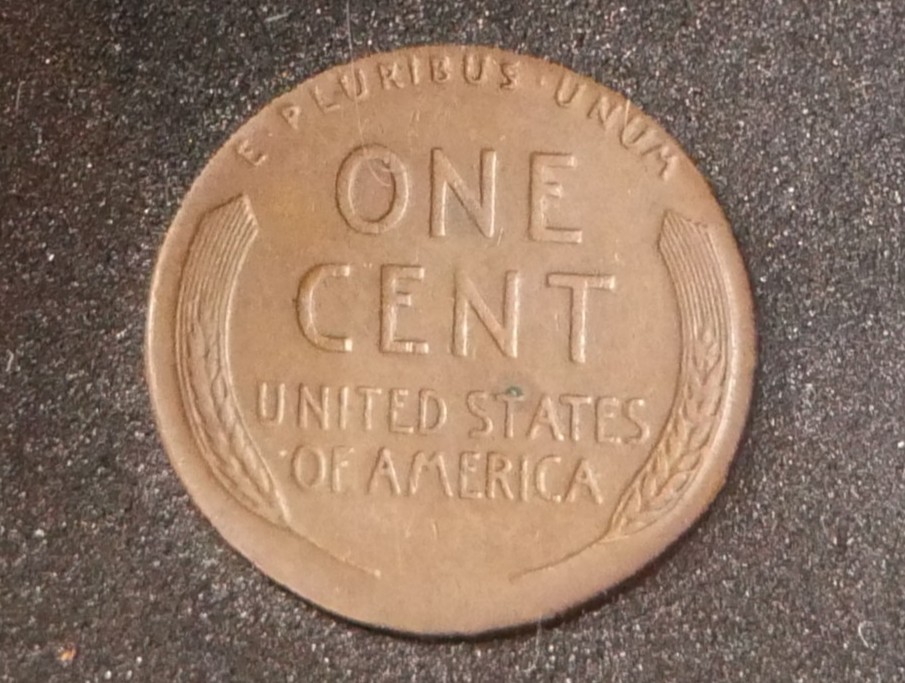 E PLURIBUS · UNUM
ONE
CENT
UNITED STATES
OF AMERICA